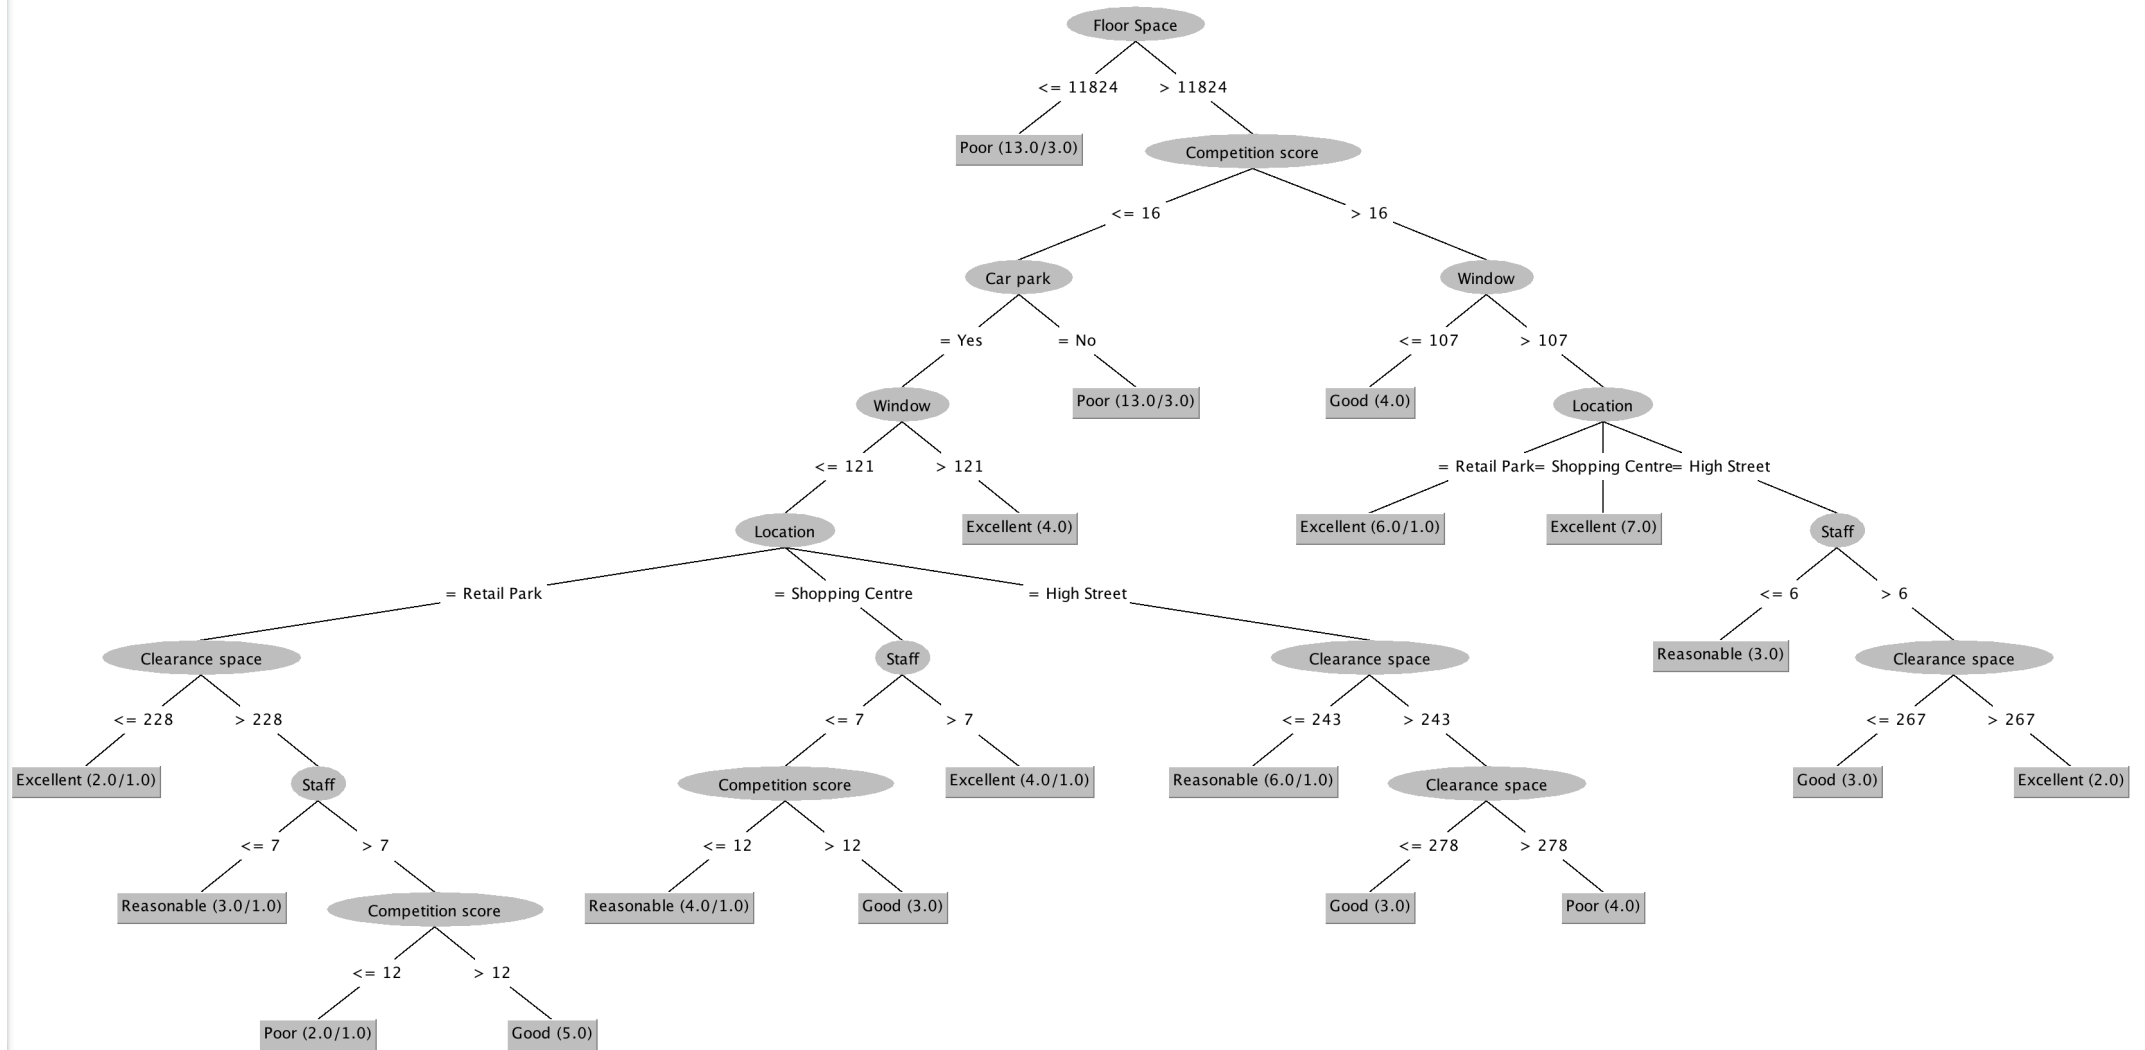 Floor Space
<= 11824
> 11824
Poor (13.0/3.0)
Competition score
<= 16
> 16
Car park
Window
= Yes
= No
<= 107
> 107
Window
Poor (13.0/3.0)
Good (4.0)
Location
<= 121
> 121
= Retail Park
= Shopping Centre
= High Street
Location
Excellent (4.0)
Excellent (6.0/1.0)
Excellent (7.0)
Staff
= Retail Park
= Shopping Centre
= High Street
<= 6
> 6
Clearance space
Staff
Clearance space
Reasonable (3.0)
Clearance space
<= 228
> 228
<= 7
> 7
<= 243
> 243
<= 267
> 267
Excellent (2.0/1.0)
Staff
Competition score
Excellent (4.0/1.0)
Reasonable (6.0/1.0)
Clearance space
Good (3.0)
Excellent (2.0)
<= 7
> 7
<= 12
> 12
<= 278
> 278
Reasonable (3.0/1.0)
Competition score
Reasonable (4.0/1.0)
Good (3.0)
Good (3.0)
Poor (4.0)
<= 12
> 12
Poor (2.0/1.0)
Good (5.0)